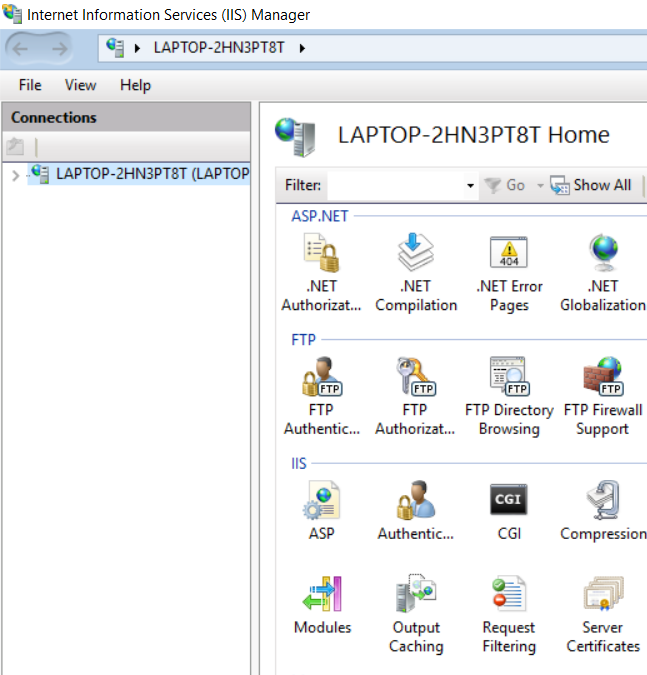 Internet Information Services (IIS) Manager
LAPTOP-2HN3PT8T
File View Help
Connections
LAPTOP-2HN3PT8T (LAPTOP
LAPTOP-2HN3PT8T Home
Filter: Go Show All
ASP.NET
.NET Authorizat...
.NET Compilation
.NET Error Pages
404
.NET Globalization
FTP
FTP Authentic...
FTP
FTP Authorizat...
FTP
FTP Directory Browsing
FTP
FTP Firewall Support
FTP
IIS
ASP
Authentic...
CGI
CGI
Compression
Modules
Output Caching
Request Filtering
Server Certificates